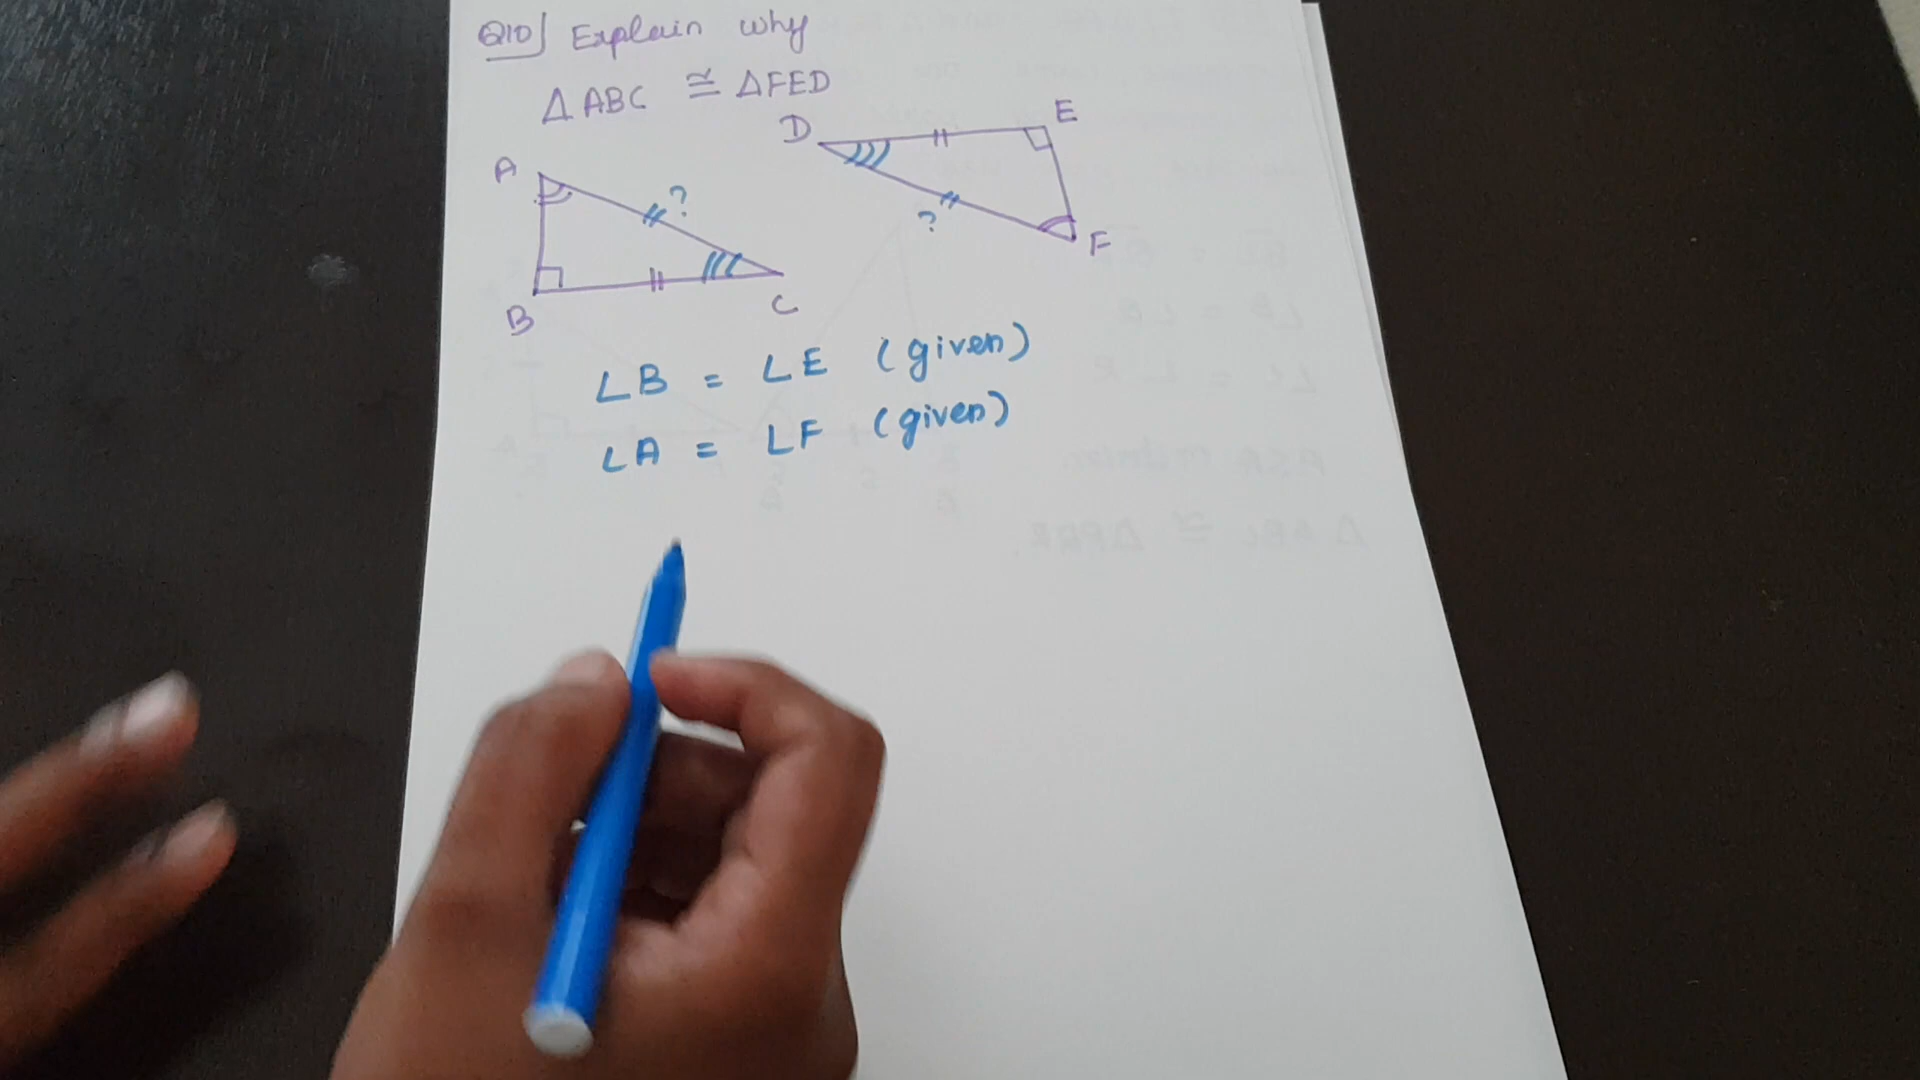 Q10) Explain why
△ABC ≅ △FED
D
E
A
?
?
F
B
C
∠B = ∠E (given)
∠A = ∠F (given)